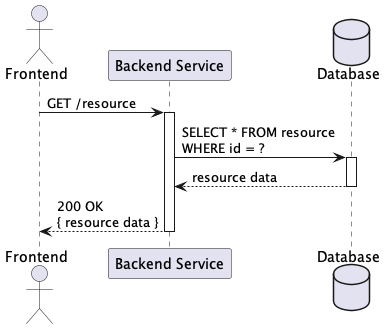 Frontend
Backend Service
Database
GET /resource
SELECT * FROM resource
WHERE id = ?
resource data
200 OK
{ resource data }
Frontend
Backend Service
Database